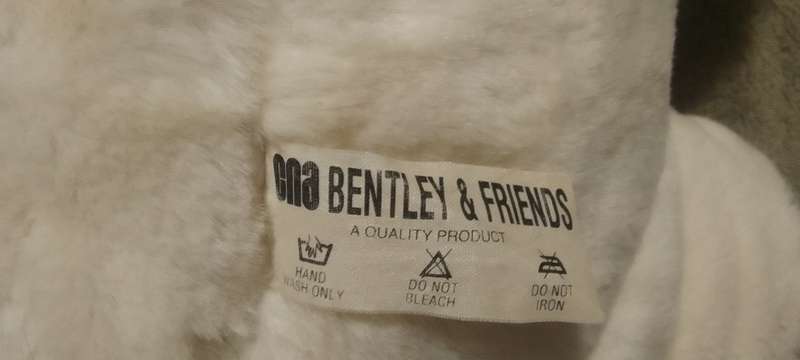 cna BENTLEY & FRIENDS
A QUALITY PRODUCT
HAND
WASH ONLY
DO NOT
BLEACH
DO NOT
IRON